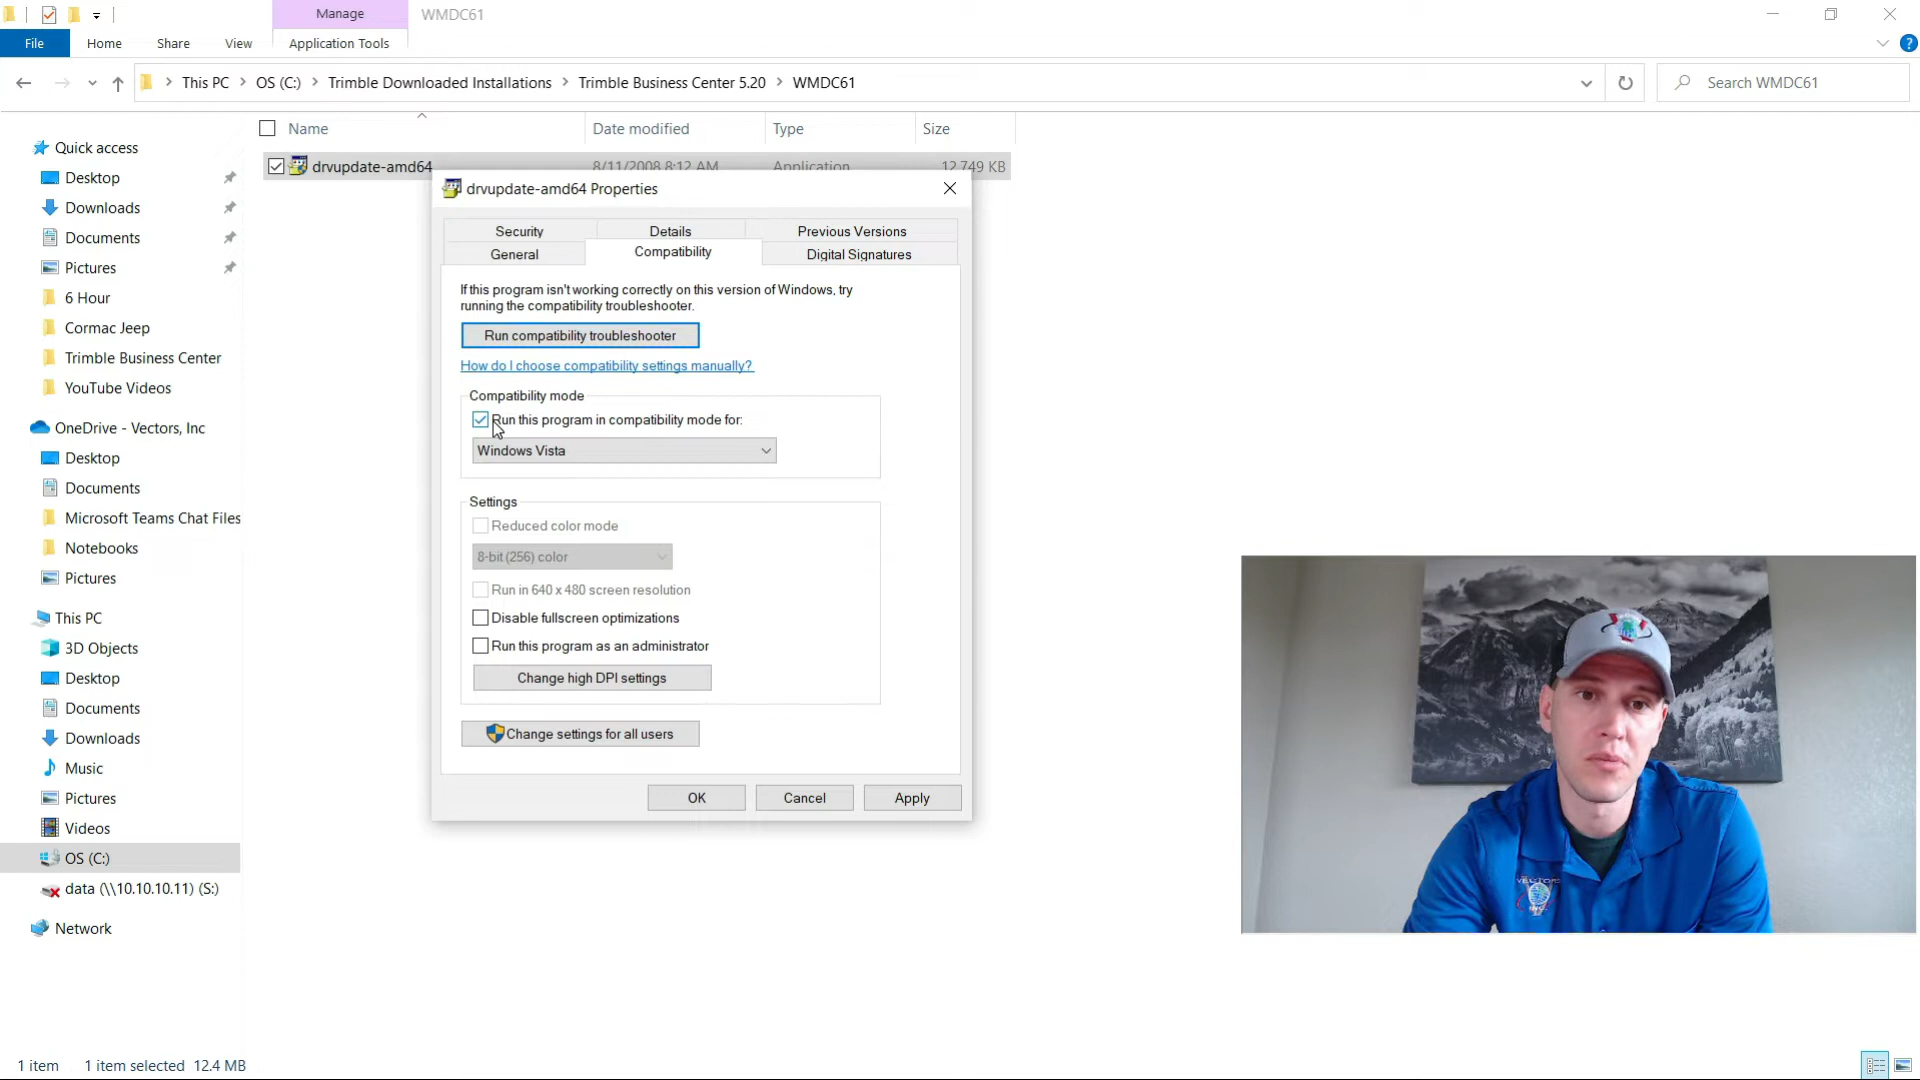 Manage
WMDC61
File
Home
Share
View
Application Tools
This PC
OS (C:)
Trimble Downloaded Installations
Trimble Business Center 5.20
WMDC61
Search WMDC61
Name
Date modified
Type
Size
drvupdate-amd64
8/11/2008 8:12 AM
Application
12,749 KB
Quick access
Desktop
Downloads
Documents
Pictures
6 Hour
Cormac Jeep
Trimble Business Center
YouTube Videos
OneDrive - Vectors, Inc
Desktop
Documents
Microsoft Teams Chat Files
Notebooks
Pictures
This PC
3D Objects
Desktop
Documents
Downloads
Music
Pictures
Videos
OS (C:)
data (\\10.10.10.11) (S:)
Network
drvupdate-amd64 Properties
Security
Details
Previous Versions
General
Compatibility
Digital Signatures
If this program isn't working correctly on this version of Windows, try
running the compatibility troubleshooter.
Run compatibility troubleshooter
How do I choose compatibility settings manually?
Compatibility mode
Run this program in compatibility mode for:
Windows Vista
Settings
Reduced color mode
8-bit (256) color
Run in 640 x 480 screen resolution
Disable fullscreen optimizations
Run this program as an administrator
Change high DPI settings
Change settings for all users
OK
Cancel
Apply
1 item
1 item selected
12.4 MB